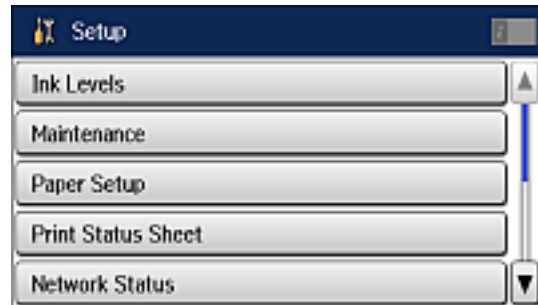 Setup
Ink Levels
Maintenance
Paper Setup
Print Status Sheet
Network Status